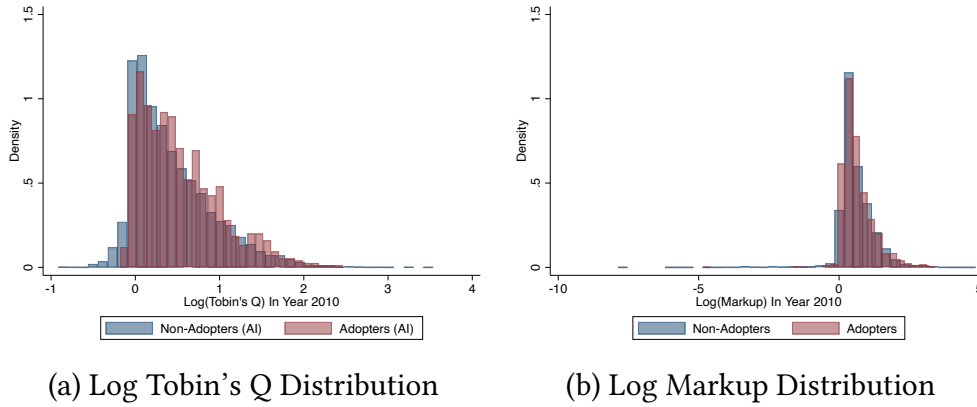 1.5
1
.5
0
Density
-1
0
1
2
3
4
Log(Tobin's Q) In Year 2010
Non-Adopters (AI)
Adopters (AI)
(a) Log Tobin's Q Distribution
1.5
1
.5
0
Density
-10
-5
0
5
Log(Markup) In Year 2010
Non-Adopters
Adopters
(b) Log Markup Distribution